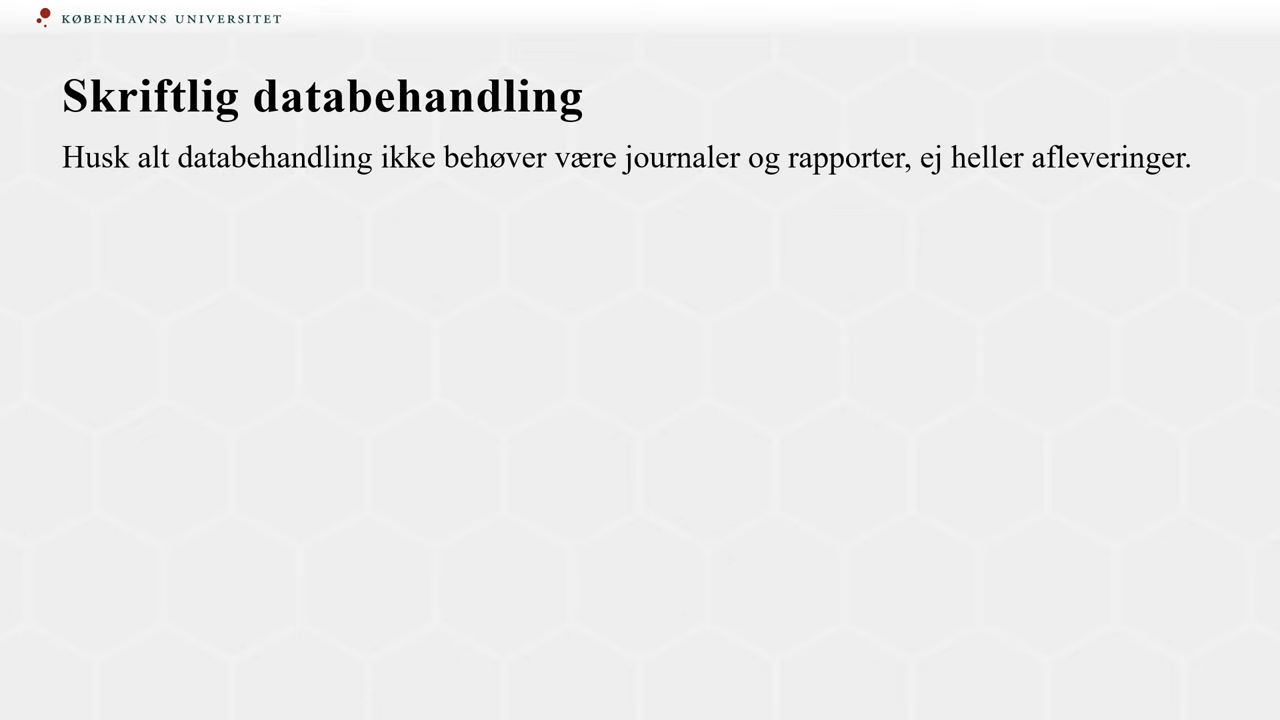 KØBENHAVNS UNIVERSITET
Skriftlig databehandling
Husk alt databehandling ikke behøver være journaler og rapporter, ej heller afleveringer.